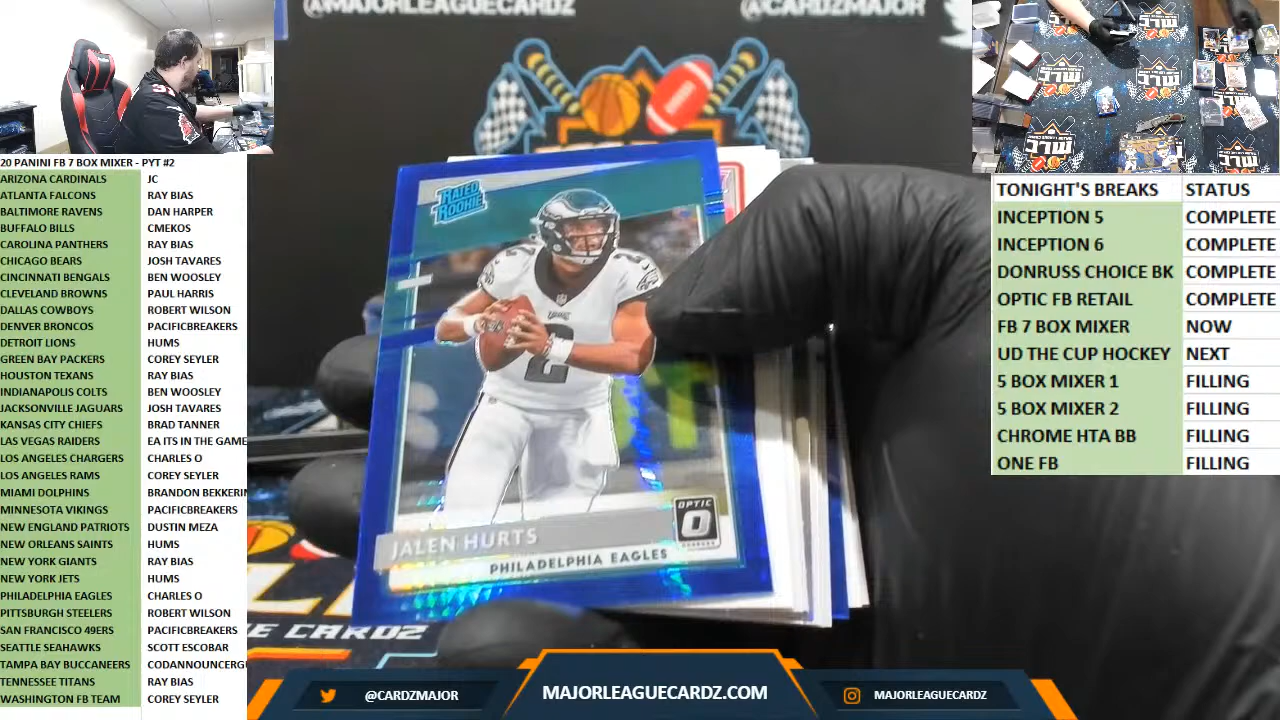 @MAJORLEAGUECARDZ
@CARDZMAJOR
20 PANINI FB 7 BOX MIXER - PYT #2
ARIZONA CARDINALS JC
ATLANTA FALCONS RAY BIAS
BALTIMORE RAVENS DAN HARPER
BUFFALO BILLS CMEKOS
CAROLINA PANTHERS RAY BIAS
CHICAGO BEARS JOSH TAVARES
CINCINNATI BENGALS BEN WOOSLEY
CLEVELAND BROWNS PAUL HARRIS
DALLAS COWBOYS ROBERT WILSON
DENVER BRONCOS PACIFICBREAKERS
DETROIT LIONS HUMS
GREEN BAY PACKERS COREY SEYLER
HOUSTON TEXANS RAY BIAS
INDIANAPOLIS COLTS BEN WOOSLEY
JACKSONVILLE JAGUARS JOSH TAVARES
KANSAS CITY CHIEFS BRAD TANNER
LAS VEGAS RAIDERS EA ITS IN THE GAME
LOS ANGELES CHARGERS CHARLES O
LOS ANGELES RAMS COREY SEYLER
MIAMI DOLPHINS BRANDON BEKKERIN
MINNESOTA VIKINGS PACIFICBREAKERS
NEW ENGLAND PATRIOTS DUSTIN MEZA
NEW ORLEANS SAINTS HUMS
NEW YORK GIANTS RAY BIAS
NEW YORK JETS HUMS
PHILADELPHIA EAGLES CHARLES O
PITTSBURGH STEELERS ROBERT WILSON
SAN FRANCISCO 49ERS PACIFICBREAKERS
SEATTLE SEAHAWKS SCOTT ESCOBAR
TAMPA BAY BUCCANEERS CODANNOUNCERG
TENNESSEE TITANS RAY BIAS
WASHINGTON FB TEAM COREY SEYLER
RATED
ROOKIE
2
2
OPTIC
O
JALEN HURTS
PHILADELPHIA EAGLES
E CARDZ
TONIGHT'S BREAKS STATUS
INCEPTION 5 COMPLETE
INCEPTION 6 COMPLETE
DONRUSS CHOICE BK COMPLETE
OPTIC FB RETAIL COMPLETE
FB 7 BOX MIXER NOW
UD THE CUP HOCKEY NEXT
5 BOX MIXER 1 FILLING
5 BOX MIXER 2 FILLING
CHROME HTA BB FILLING
ONE FB FILLING
@CARDZMAJOR
MAJORLEAGUECARDZ.COM
MAJORLEAGUECARDZ